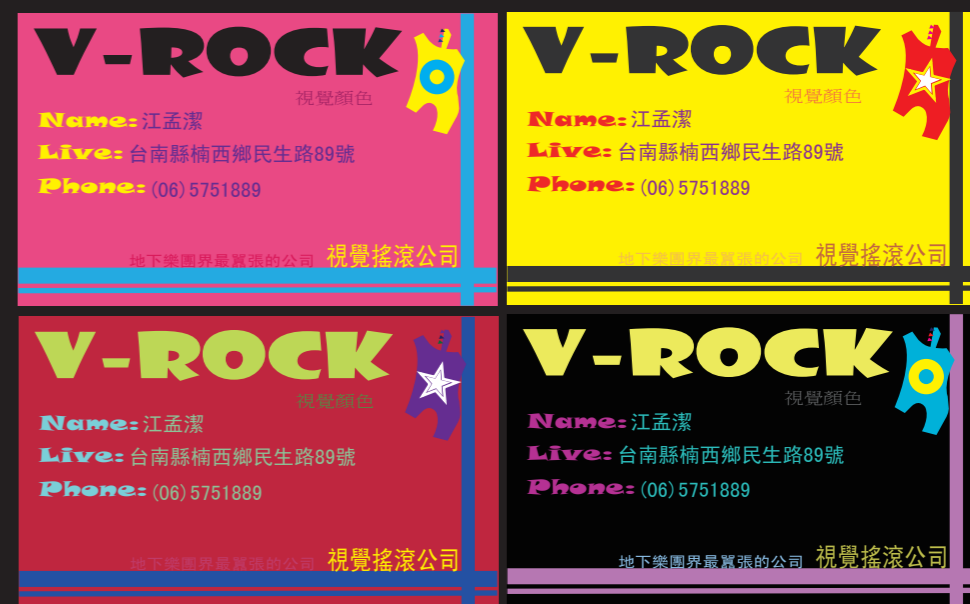 V-ROCK
視覺顏色
Name:江孟潔
Live:台南縣楠西鄉民生路89號
Phone:(06)5751889
地下樂團界最囂張的公司 視覺搖滾公司
V-ROCK
視覺顏色
Name:江孟潔
Live:台南縣楠西鄉民生路89號
Phone:(06)5751889
地下樂團界最囂張的公司 視覺搖滾公司
V-ROCK
視覺顏色
Name:江孟潔
Live:台南縣楠西鄉民生路89號
Phone:(06)5751889
地下樂團界最囂張的公司 視覺搖滾公司
V-ROCK
視覺顏色
Name:江孟潔
Live:台南縣楠西鄉民生路89號
Phone:(06)5751889
地下樂團界最囂張的公司 視覺搖滾公司